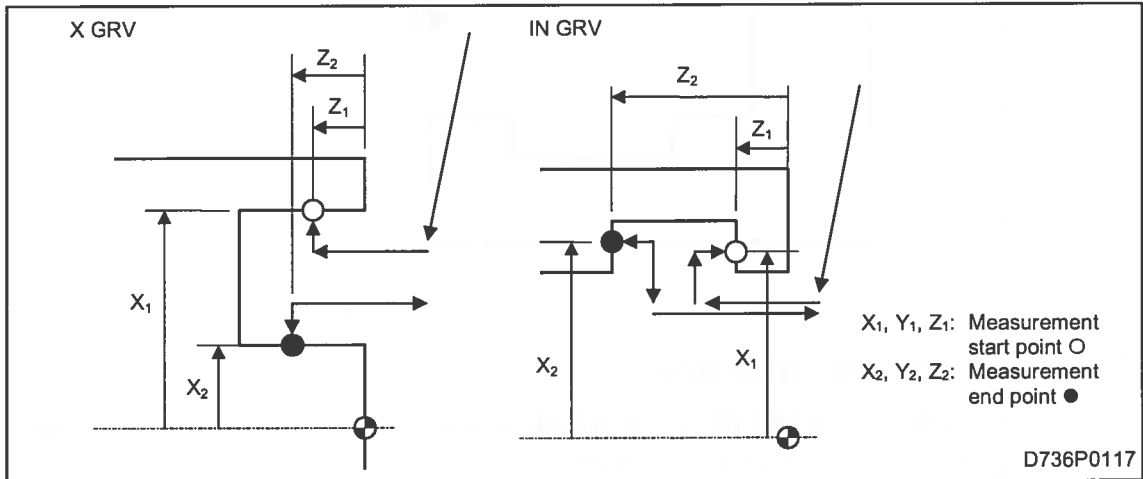 X GRV
Z₂
Z₁
X₁
X₂
IN GRV
Z₂
Z₁
X₂
X₁
X₁, Y₁, Z₁: Measurement
start point ○
X₂, Y₂, Z₂: Measurement
end point ●
D736P0117